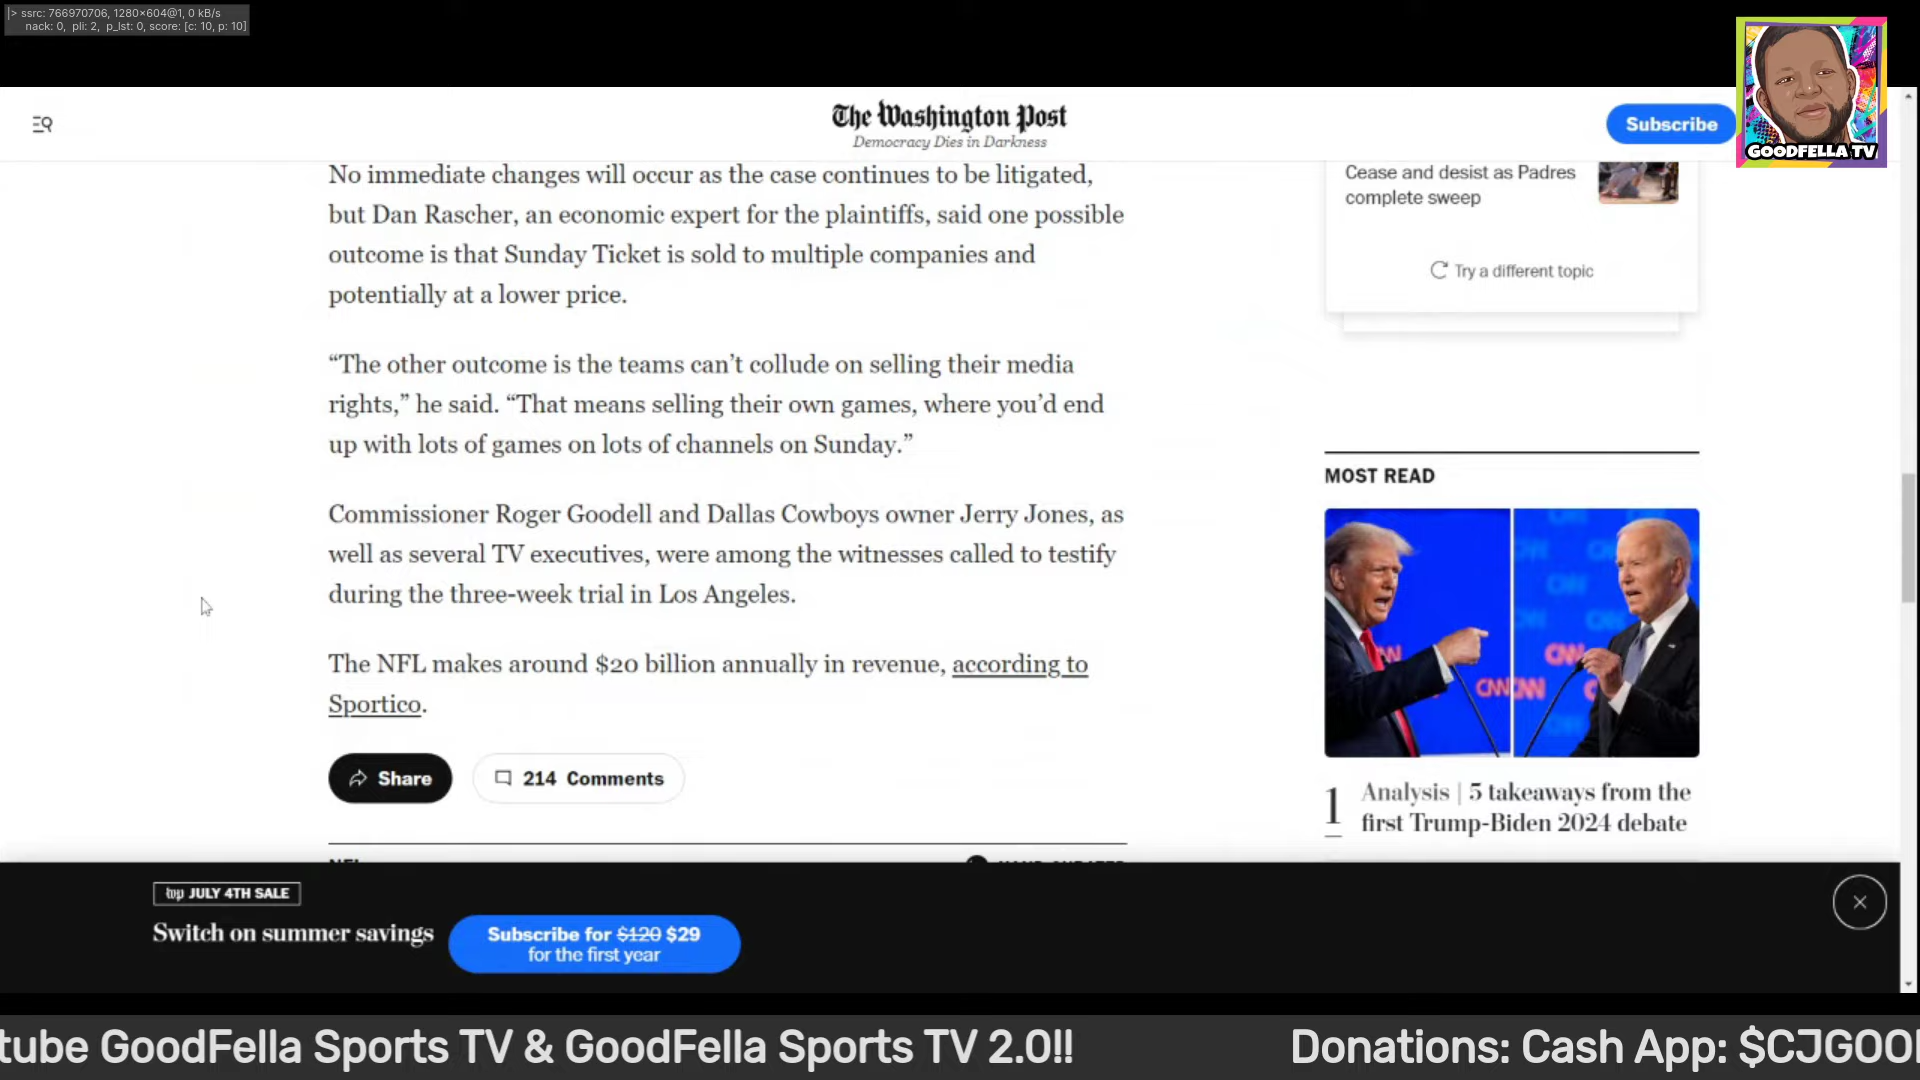 |> ssrc: 766970706, 1280×604@1, 0 kB/s
nack: 0, pli: 2, p_lst: 0, score: [c: 10, p: 10]
The Washington Post
Democracy Dies in Darkness
Subscribe
GOODFELLA TV
No immediate changes will occur as the case continues to be litigated,
but Dan Rascher, an economic expert for the plaintiffs, said one possible
outcome is that Sunday Ticket is sold to multiple companies and
potentially at a lower price.
“The other outcome is the teams can’t collude on selling their media
rights,” he said. “That means selling their own games, where you’d end
up with lots of games on lots of channels on Sunday.”
Commissioner Roger Goodell and Dallas Cowboys owner Jerry Jones, as
well as several TV executives, were among the witnesses called to testify
during the three-week trial in Los Angeles.
The NFL makes around $20 billion annually in revenue, according to
Sportico.
Share
214 Comments
Cease and desist as Padres
complete sweep
Try a different topic
MOST READ
CNN
CNN
CNN
1
Analysis | 5 takeaways from the
first Trump-Biden 2024 debate
wp JULY 4TH SALE
Switch on summer savings
Subscribe for $120 $29
for the first year
tube GoodFella Sports TV & GoodFella Sports TV 2.0!!
Donations: Cash App: $CJGOO